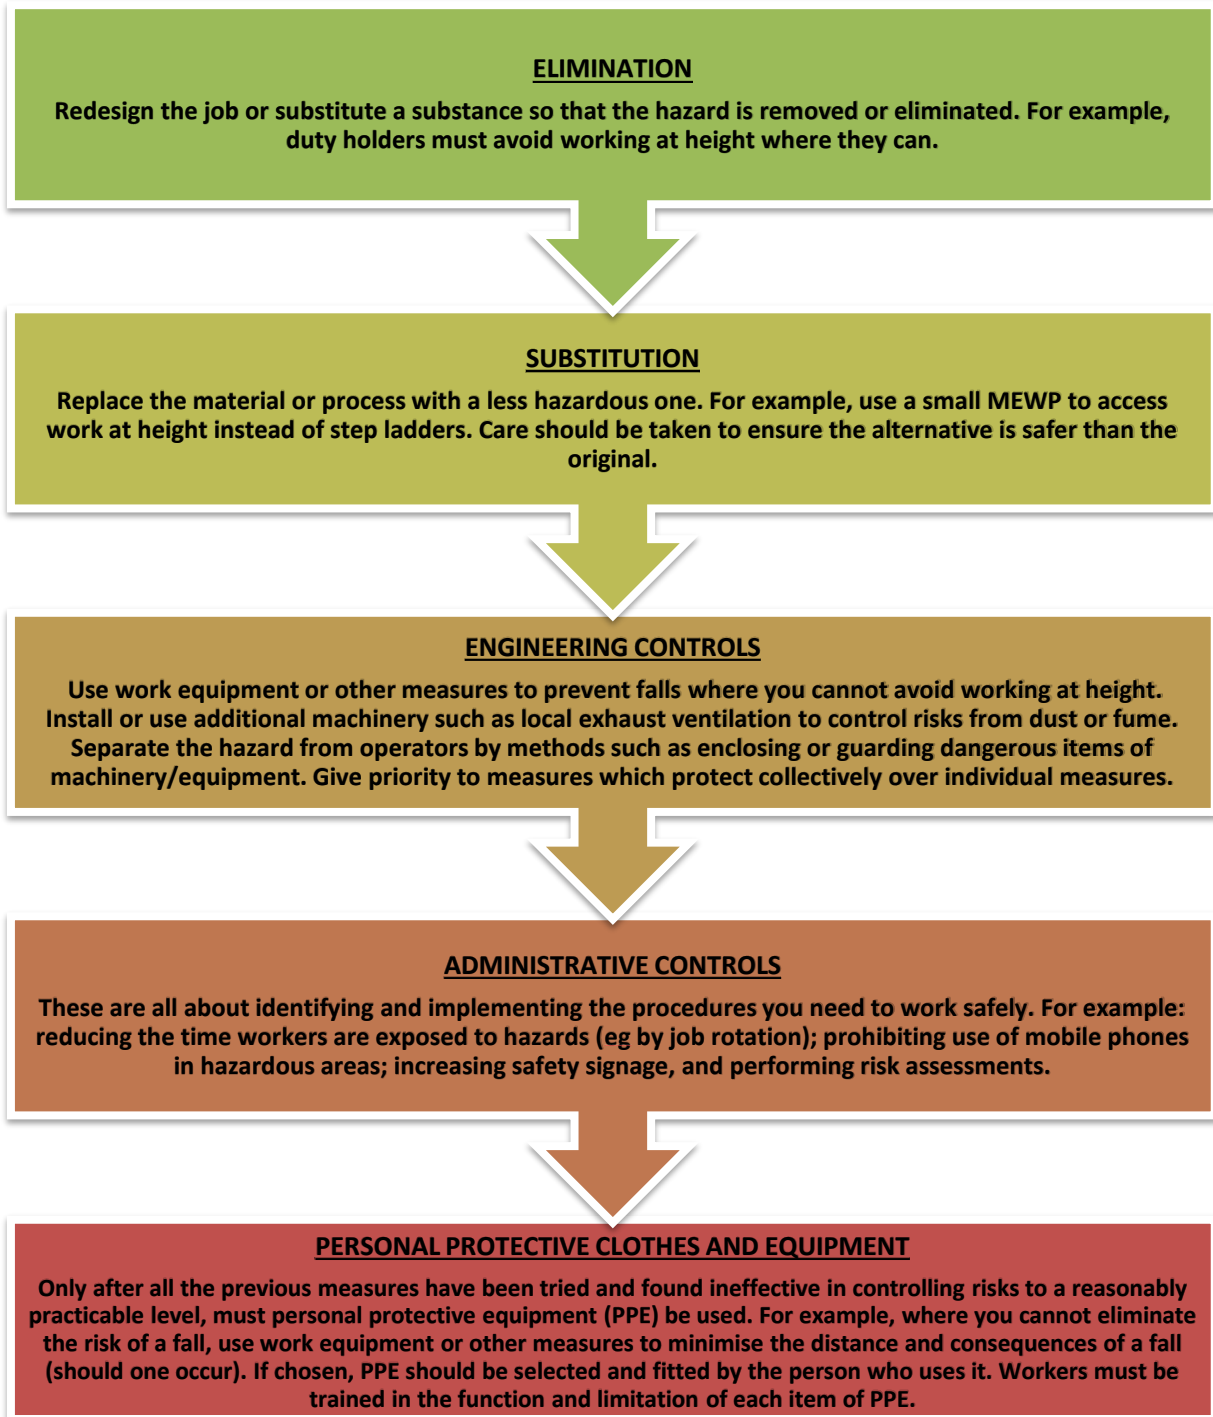 ELIMINATION
Redesign the job or substitute a substance so that the hazard is removed or eliminated. For example,
duty holders must avoid working at height where they can.
SUBSTITUTION
Replace the material or process with a less hazardous one. For example, use a small MEWP to access
work at height instead of step ladders. Care should be taken to ensure the alternative is safer than the
original.
ENGINEERING CONTROLS
Use work equipment or other measures to prevent falls where you cannot avoid working at height.
Install or use additional machinery such as local exhaust ventilation to control risks from dust or fume.
Separate the hazard from operators by methods such as enclosing or guarding dangerous items of
machinery/equipment. Give priority to measures which protect collectively over individual measures.
ADMINISTRATIVE CONTROLS
These are all about identifying and implementing the procedures you need to work safely. For example:
reducing the time workers are exposed to hazards (eg by job rotation); prohibiting use of mobile phones
in hazardous areas; increasing safety signage, and performing risk assessments.
PERSONAL PROTECTIVE CLOTHES AND EQUIPMENT
Only after all the previous measures have been tried and found ineffective in controlling risks to a reasonably
practicable level, must personal protective equipment (PPE) be used. For example, where you cannot eliminate
the risk of a fall, use work equipment or other measures to minimise the distance and consequences of a fall
(should one occur). If chosen, PPE should be selected and fitted by the person who uses it. Workers must be
trained in the function and limitation of each item of PPE.